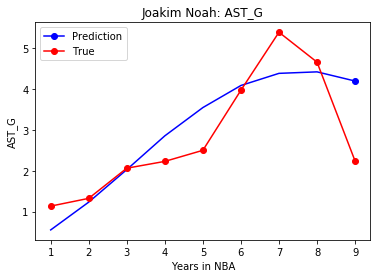 Joakim Noah: AST_G
Prediction
True
AST_G
5
4
3
2
1
1 2 3 4 5 6 7 8 9
Years in NBA